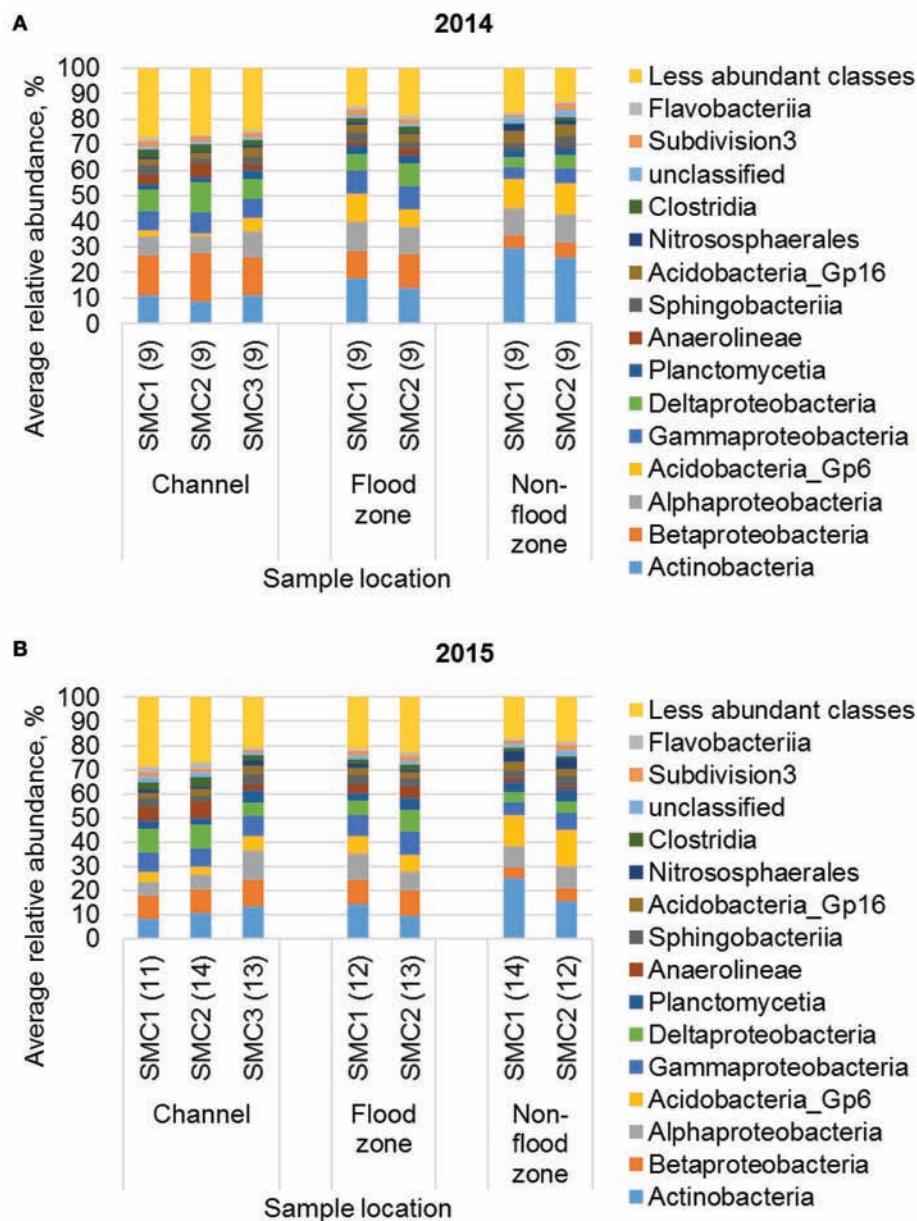 A
2014
Average relative abundance, %
100
90
80
70
60
50
40
30
20
10
0
SMC1 (9)
SMC2 (9)
SMC3 (9)
SMC1 (9)
SMC2 (9)
SMC1 (9)
SMC2 (9)
Channel
Flood
zone
Non-
flood
zone
Sample location
Less abundant classes
Flavobacteriia
Subdivision3
unclassified
Clostridia
Nitrososphaerales
Acidobacteria_Gp16
Sphingobacteriia
Anaerolineae
Planctomycetia
Deltaproteobacteria
Gammaproteobacteria
Acidobacteria_Gp6
Alphaproteobacteria
Betaproteobacteria
Actinobacteria
B
2015
Average relative abundance, %
100
90
80
70
60
50
40
30
20
10
0
SMC1 (11)
SMC2 (14)
SMC3 (13)
SMC1 (12)
SMC2 (13)
SMC1 (14)
SMC2 (12)
Channel
Flood
zone
Non-
flood
zone
Sample location
Less abundant classes
Flavobacteriia
Subdivision3
unclassified
Clostridia
Nitrososphaerales
Acidobacteria_Gp16
Sphingobacteriia
Anaerolineae
Planctomycetia
Deltaproteobacteria
Gammaproteobacteria
Acidobacteria_Gp6
Alphaproteobacteria
Betaproteobacteria
Actinobacteria